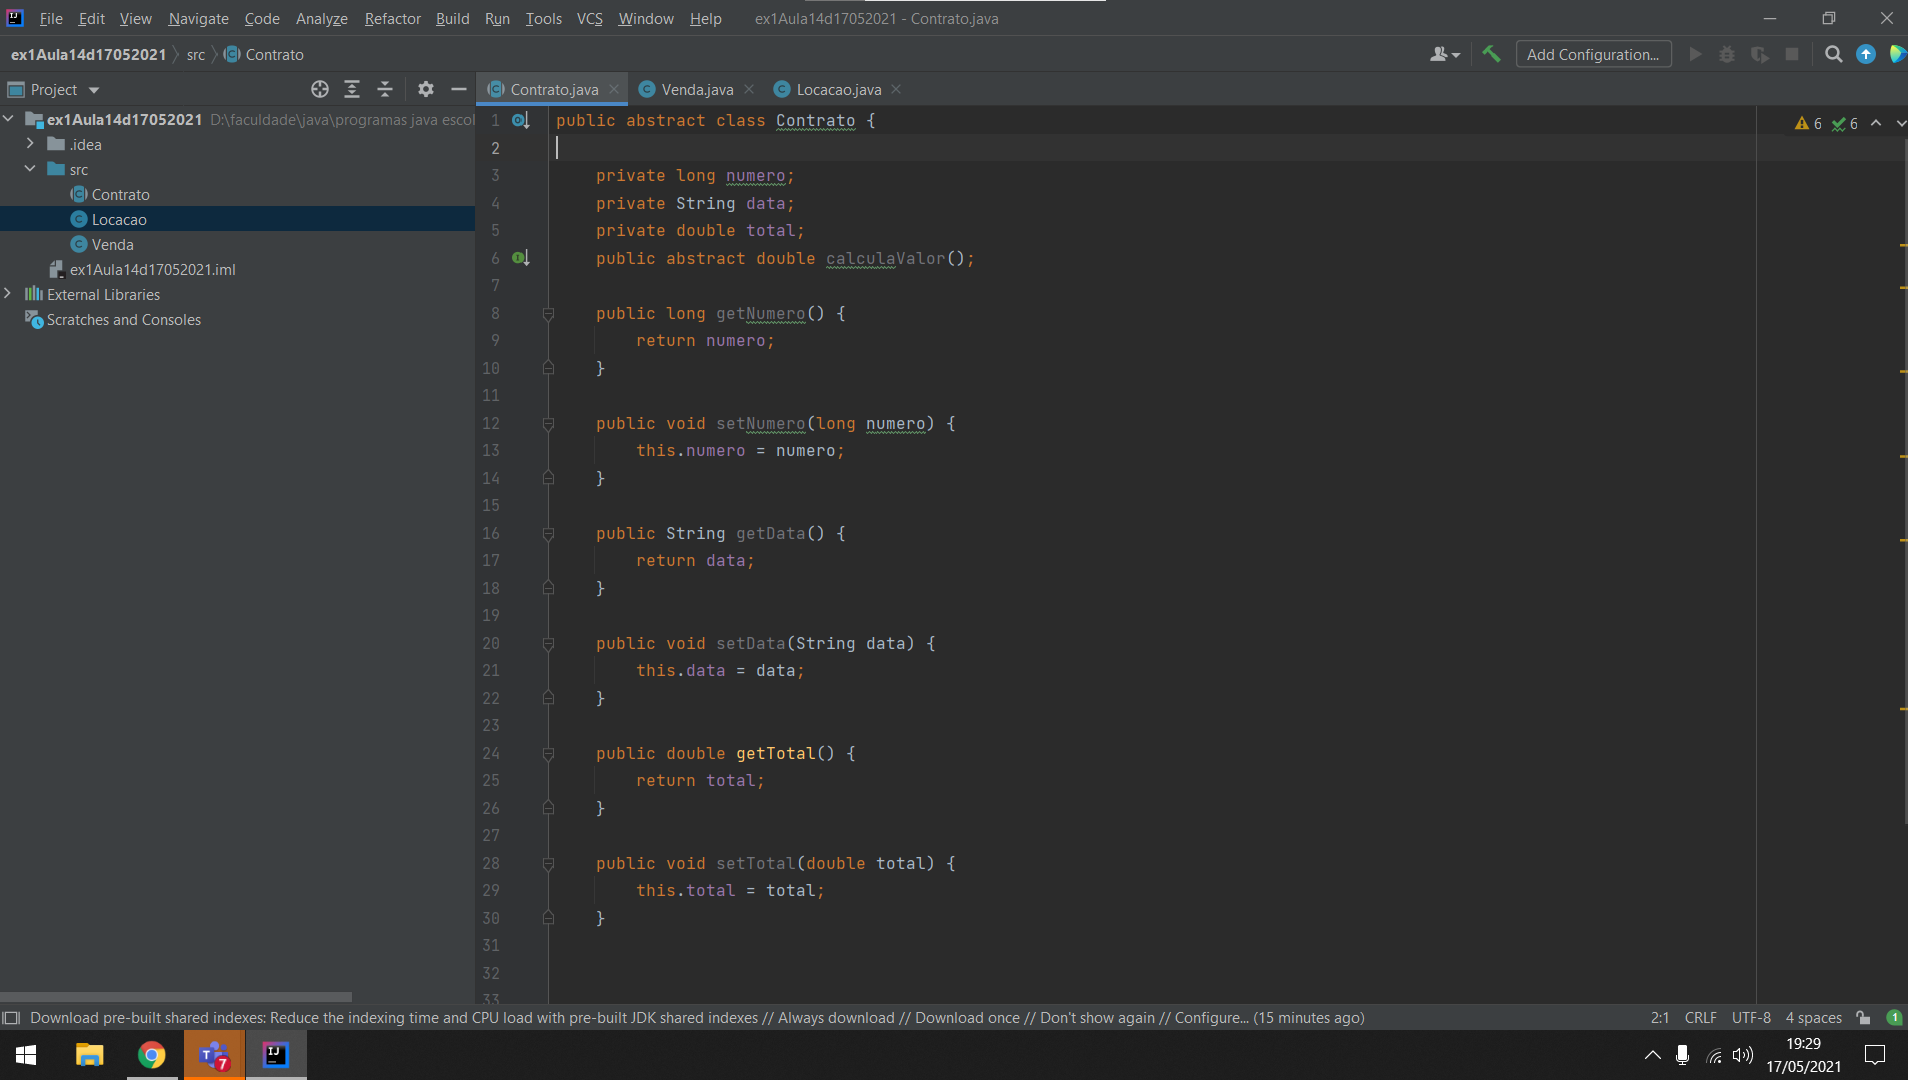 File Edit View Navigate Code Analyze Refactor Build Run Tools VCS Window Help ex1Aula14d17052021 - Contrato.java
ex1Aula14d17052021 src Contrato Add Configuration...
Project Contrato.java Venda.java Locacao.java
ex1Aula14d17052021 D:\faculdade\java\programas java escol
.idea
src
Contrato
Locacao
Venda
ex1Aula14d17052021.iml
External Libraries
Scratches and Consoles
6 6
1 public abstract class Contrato {
2
3 private long numero;
4 private String data;
5 private double total;
6 public abstract double calculaValor();
7
8 public long getNumero() {
9 return numero;
10 }
11
12 public void setNumero(long numero) {
13 this.numero = numero;
14 }
15
16 public String getData() {
17 return data;
18 }
19
20 public void setData(String data) {
21 this.data = data;
22 }
23
24 public double getTotal() {
25 return total;
26 }
27
28 public void setTotal(double total) {
29 this.total = total;
30 }
31
32
33
Download pre-built shared indexes: Reduce the indexing time and CPU load with pre-built JDK shared indexes // Always download // Download once // Don't show again // Configure... (15 minutes ago) 2:1 CRLF UTF-8 4 spaces 1
T 7 IJ
19:29
17/05/2021